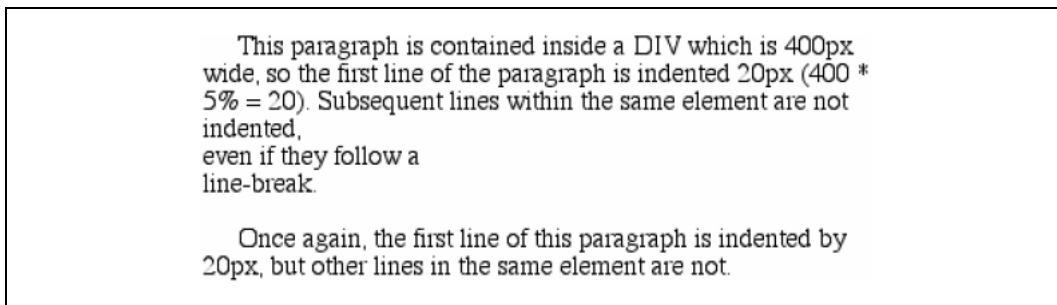 This paragraph is contained inside a DIV which is 400px
wide, so the first line of the paragraph is indented 20px (400 *
5% = 20). Subsequent lines within the same element are not
indented,
even if they follow a
line-break.
Once again, the first line of this paragraph is indented by
20px, but other lines in the same element are not.